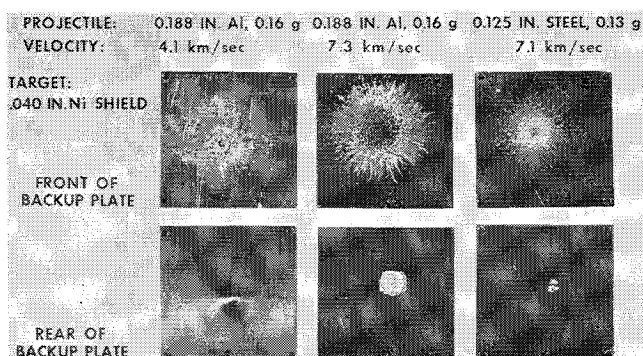 PROJECTILE: 0.188 IN. Al, 0.16 g 0.188 IN. Al, 0.16 g 0.125 IN. STEEL, 0.13 g
VELOCITY: 4.1 km/sec 7.3 km/sec 7.1 km/sec
TARGET:
.040 IN.Ni SHIELD
FRONT OF
BACKUP PLATE
REAR OF
BACKUP PLATE